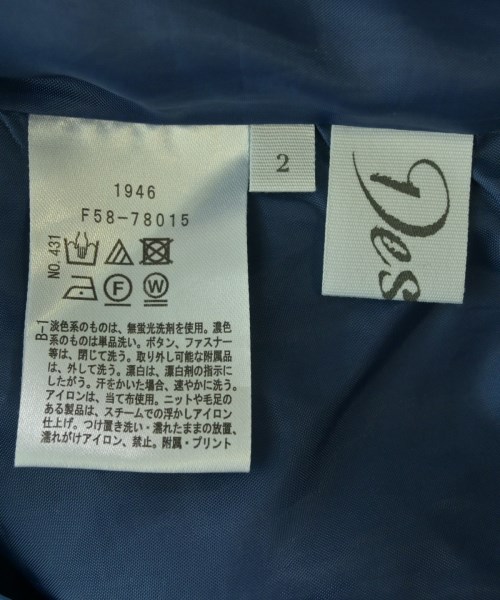 1946
F58-78015
NO. 431
F W
B-1
淡色系のものは、無蛍光洗剤を使用。濃色
系のものは単品洗い。ボタン、ファスナー
等は、閉じて洗う。取り外し可能な附属品
は、外して洗う。漂白は、漂白剤の指示に
したがう。汗をかいた場合、速やかに洗う。
アイロンは、当て布使用。ニットや毛足の
ある製品は、スチームでの浮かしアイロン
仕上げ。つけ置き洗い・濡れたままの放置、
濡れがけアイロン、禁止。附属・プリント
2
Des